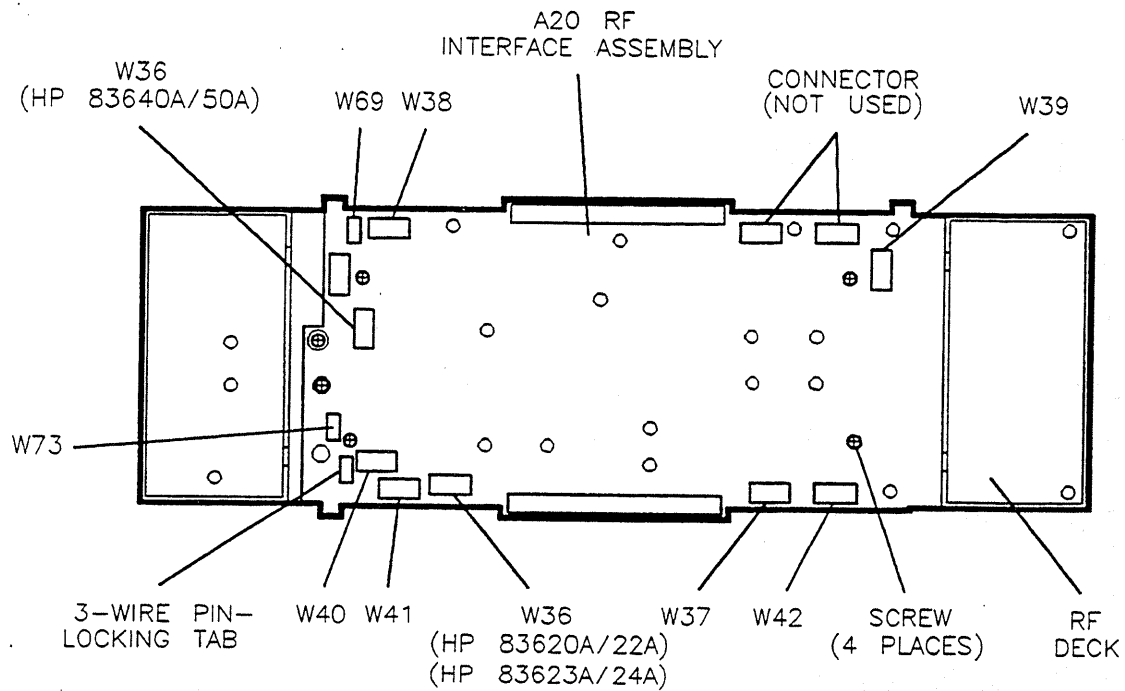 A20 RF
INTERFACE ASSEMBLY
W36
(HP 83640A/50A)
W69 W38
CONNECTOR
(NOT USED)
W39
W73
3-WIRE PIN-
LOCKING TAB
W40 W41
W36
(HP 83620A/22A)
(HP 83623A/24A)
W37
W42
SCREW
(4 PLACES)
RF
DECK